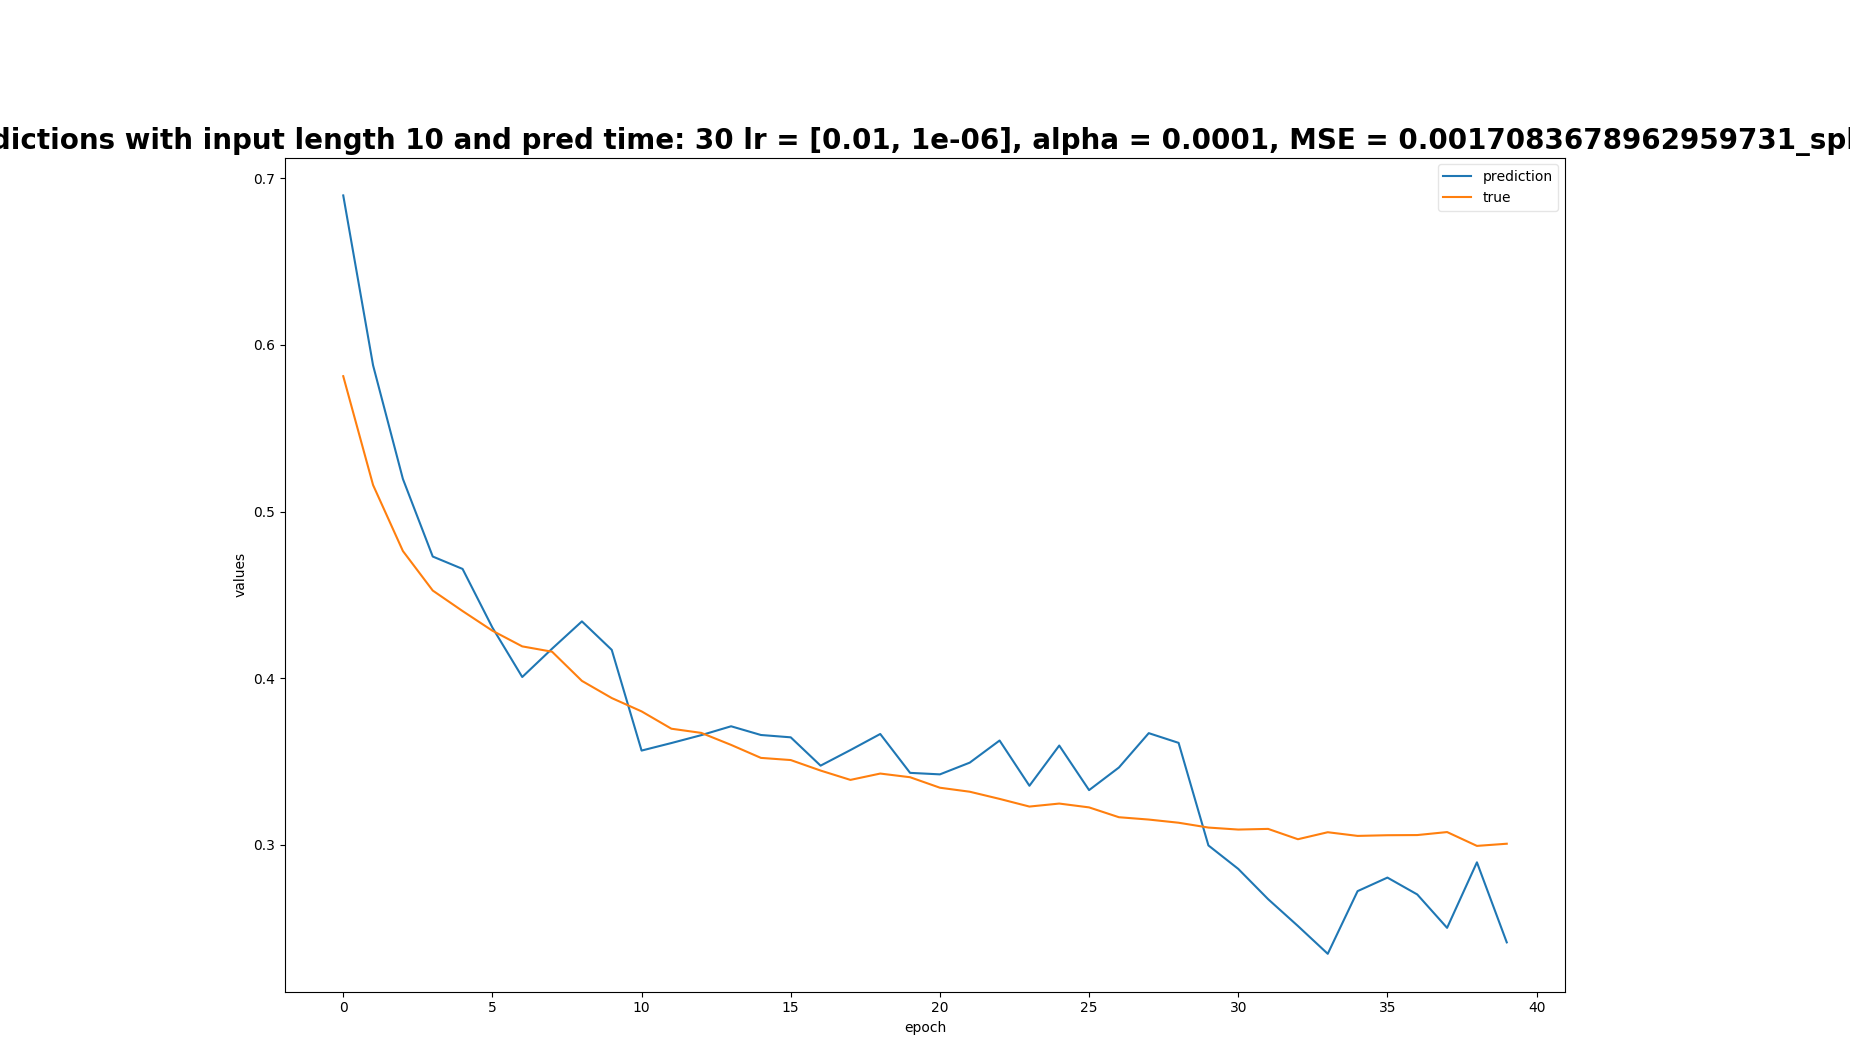 dictions with input length 10 and pred time: 30 lr = [0.01, 1e-06], alpha = 0.0001, MSE = 0.0017083678962959731_spl
prediction
true
0.7
0.6
0.5
0.4
0.3
values
0 5 10 15 20 25 30 35 40
epoch